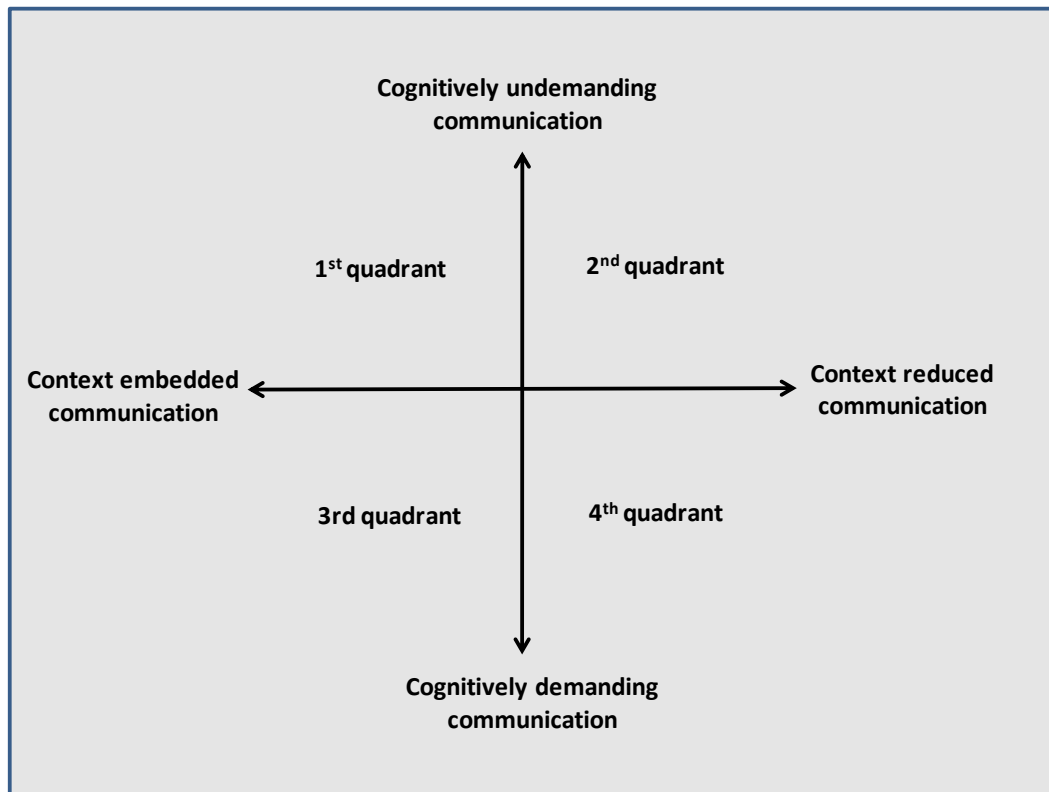 Cognitively undemanding
communication
1st quadrant
2nd quadrant
Context embedded
communication
Context reduced
communication
3rd quadrant
4th quadrant
Cognitively demanding
communication